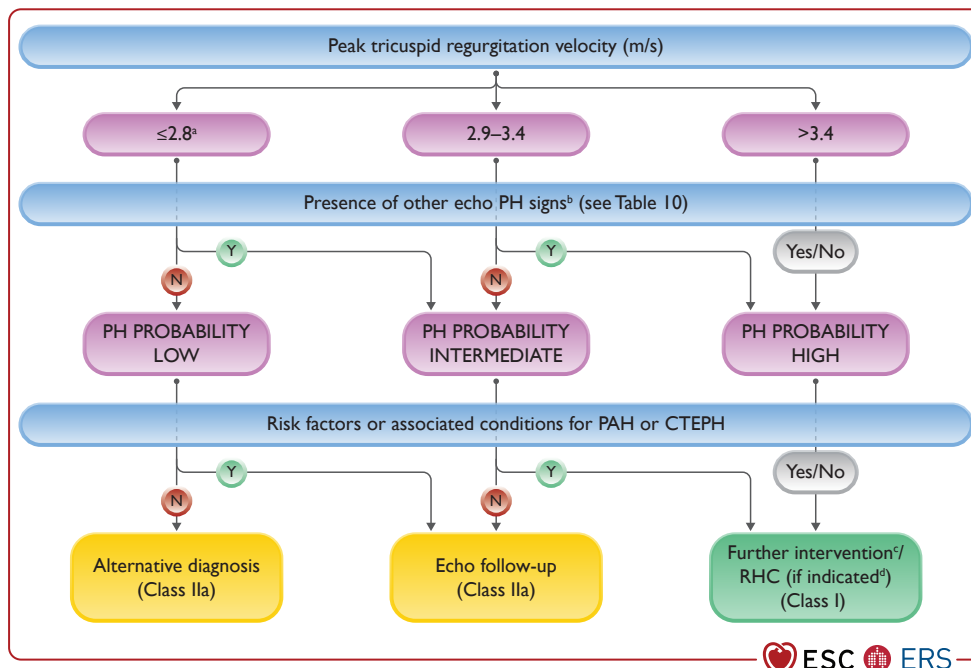 Peak tricuspid regurgitation velocity (m/s)
≤2.8ᵃ
2.9–3.4
>3.4
Presence of other echo PH signsᵇ (see Table 10)
Y
Y
Yes/No
N
N
PH PROBABILITY
LOW
PH PROBABILITY
INTERMEDIATE
PH PROBABILITY
HIGH
Risk factors or associated conditions for PAH or CTEPH
Y
Y
Yes/No
N
N
Alternative diagnosis
(Class IIa)
Echo follow-up
(Class IIa)
Further interventionᶜ/
RHC (if indicatedᵈ)
(Class I)
ESC ERS